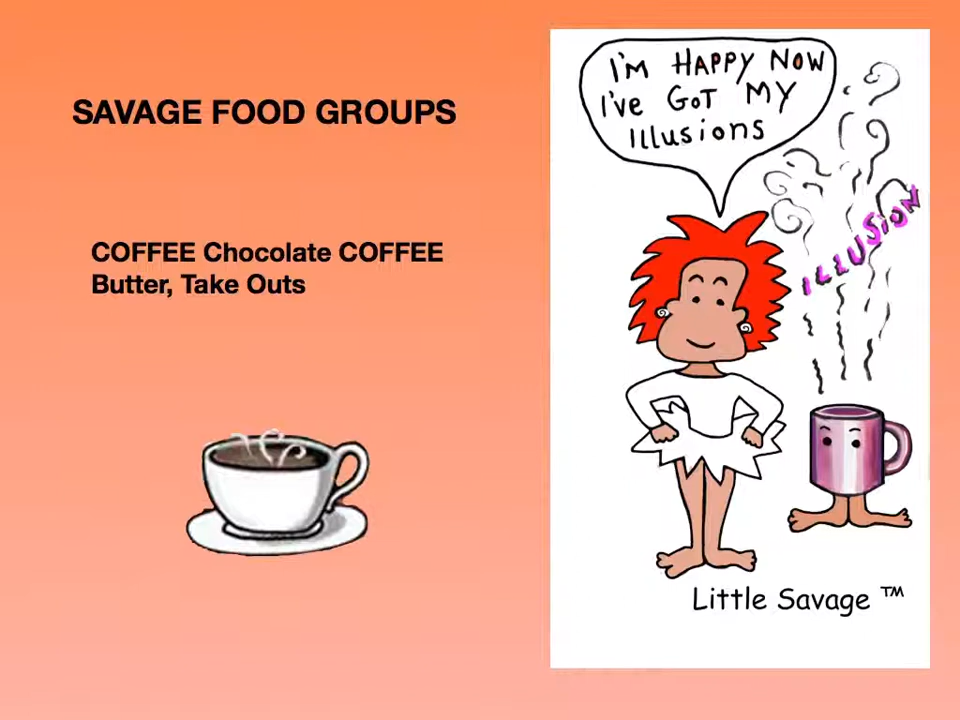 SAVAGE FOOD GROUPS
COFFEE Chocolate COFFEE
Butter, Take Outs
I'M HAPPY NOW
I'VE GOT MY
Illusions
ILLUSION
Little Savage ™